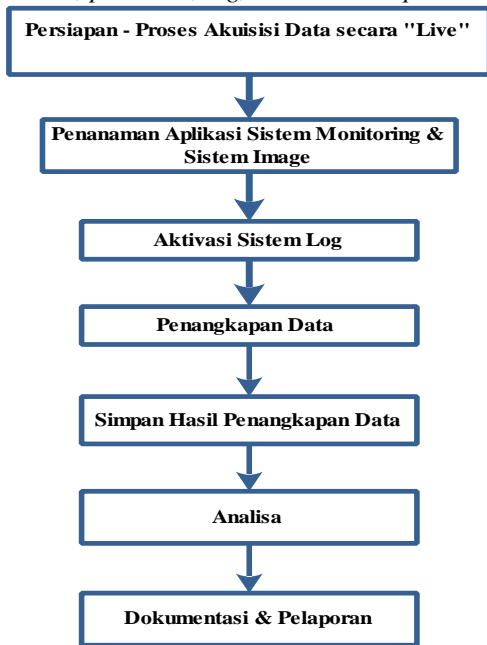 Persiapan - Proses Akuisisi Data secara "Live"
Penanaman Aplikasi Sistem Monitoring &
Sistem Image
Aktivasi Sistem Log
Penangkapan Data
Simpan Hasil Penangkapan Data
Analisa
Dokumentasi & Pelaporan